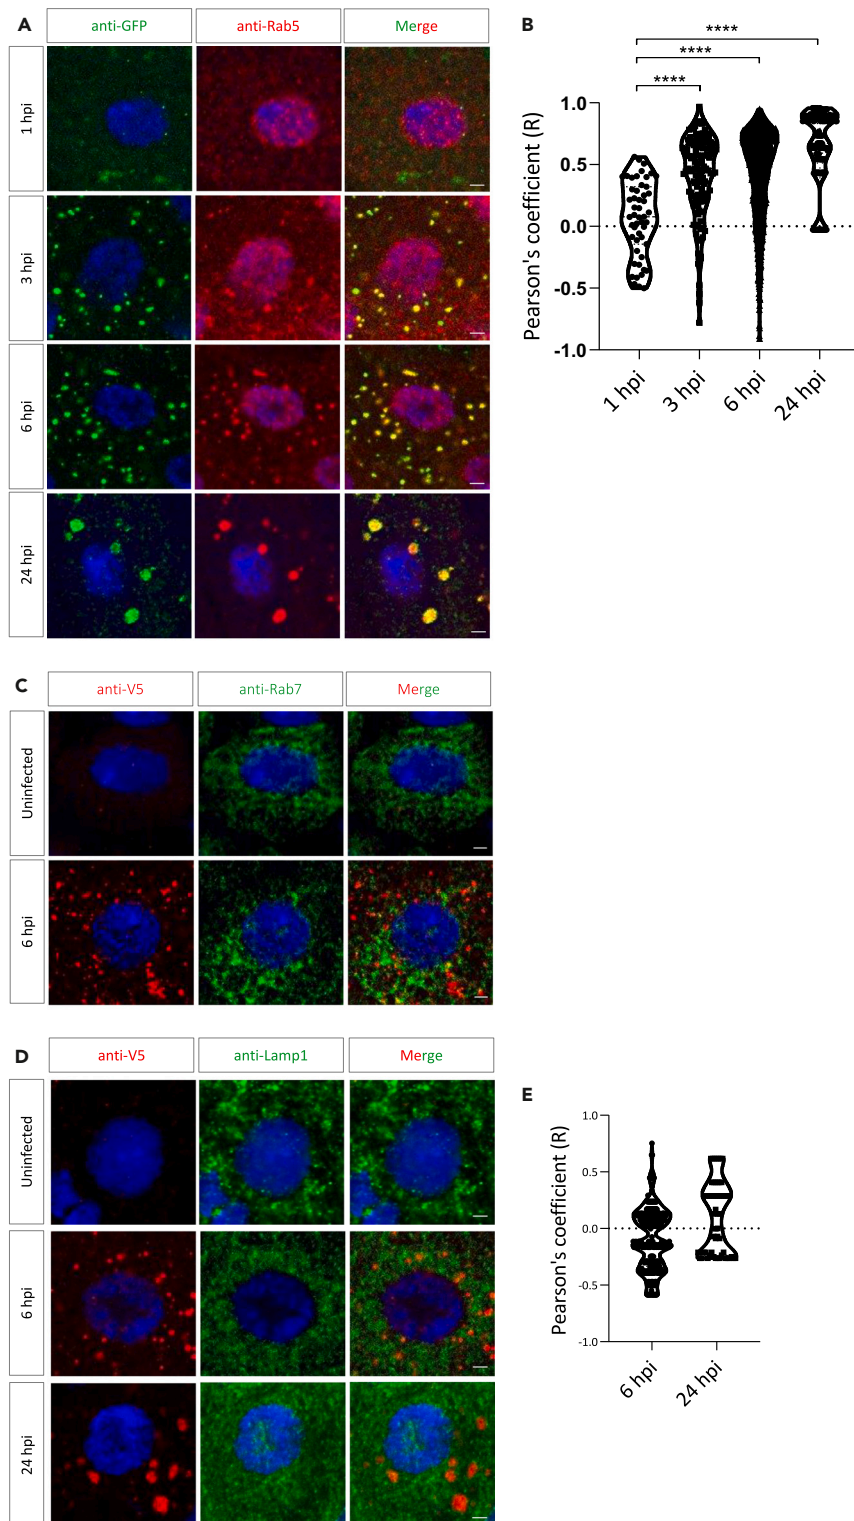 A
anti-GFP
anti-Rab5
Merge
1 hpi
3 hpi
6 hpi
24 hpi
B
****
****
****
Pearson's coefficient (R)
1.0
0.5
0.0
-0.5
-1.0
1 hpi
3 hpi
6 hpi
24 hpi
C
anti-V5
anti-Rab7
Merge
Uninfected
6 hpi
D
anti-V5
anti-Lamp1
Merge
Uninfected
6 hpi
24 hpi
E
Pearson's coefficient (R)
1.0
0.5
0.0
-0.5
-1.0
6 hpi
24 hpi